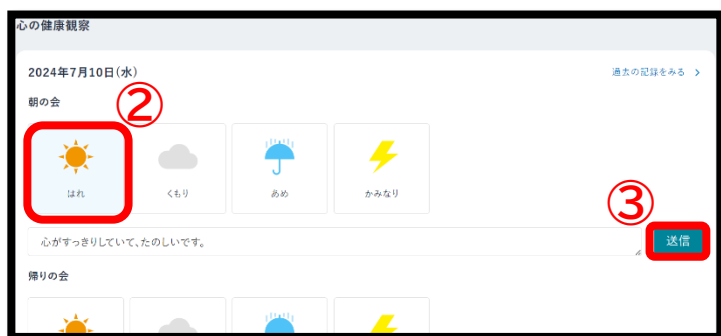 心の健康観察
2024年7月10日(水)
過去の記録をみる >
朝の会
②
はれ
くもり
あめ
かみなり
③
心がすっきりしていて、たのしいです。
送信
帰りの会